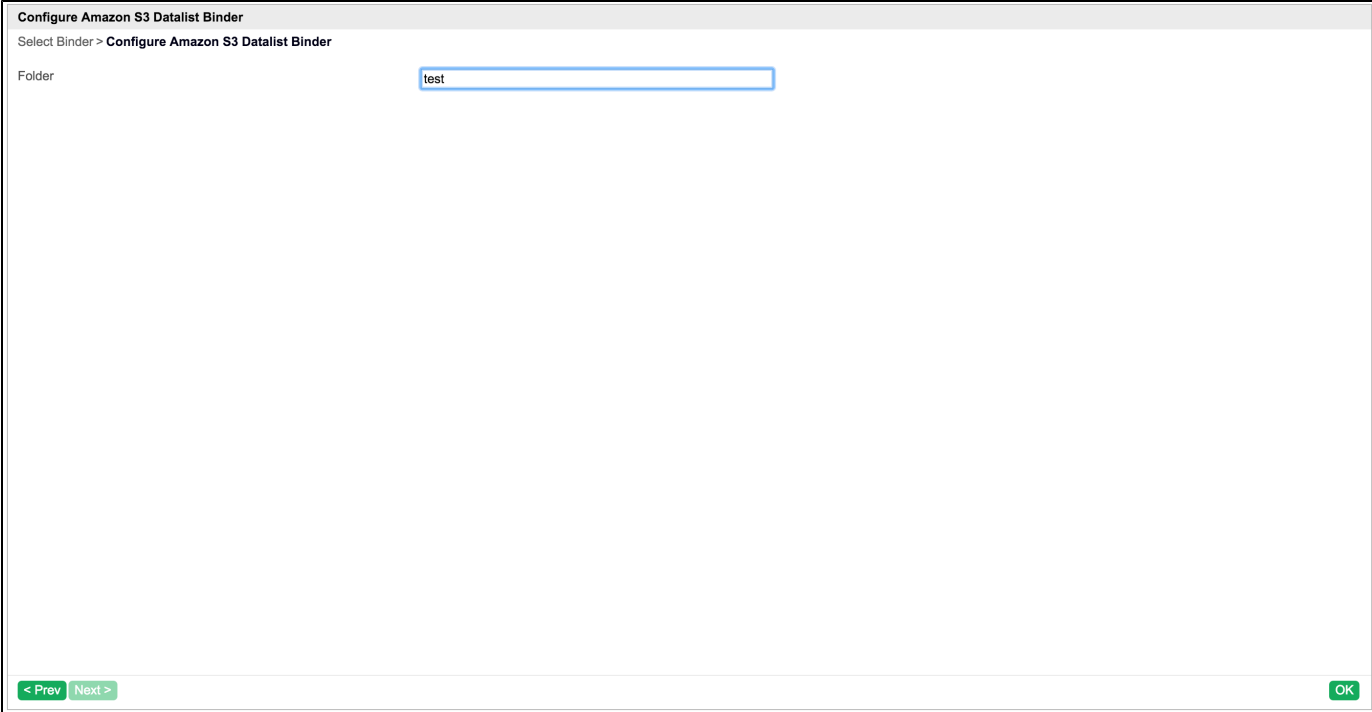 Configure Amazon S3 Datalist Binder
Select Binder > Configure Amazon S3 Datalist Binder
Folder test
< Prev Next > OK